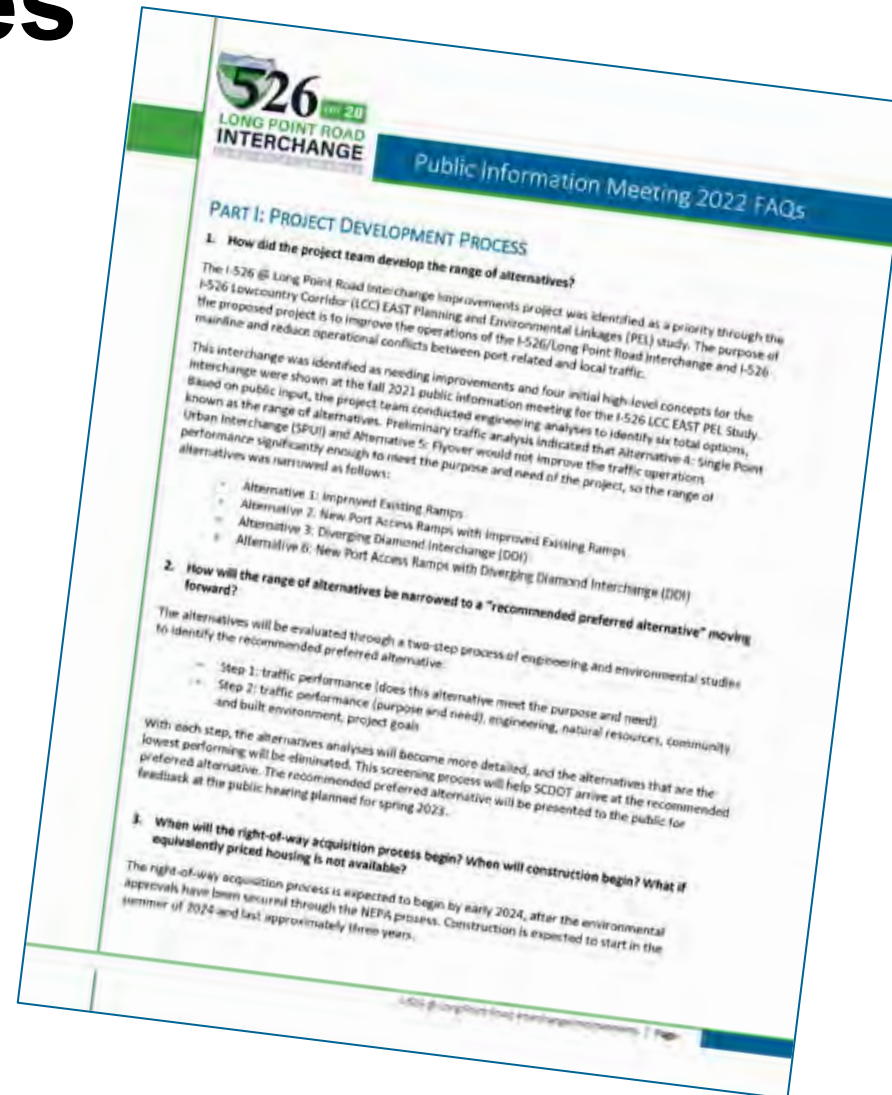 es
526
EXIT 28
LONG POINT ROAD
INTERCHANGE
Public Information Meeting 2022 FAQs
PART I: PROJECT DEVELOPMENT PROCESS
1. How did the project team develop the range of alternatives?
The I-526 @ Long Point Road Interchange Improvements project was identified as a priority through the
I-526 Lowcountry Corridor (LCC) EAST Planning and Environmental Linkages (PEL) study. The purpose of
the proposed project is to improve the operations of the I-526/Long Point Road Interchange and I-526
mainline and reduce operational conflicts between port related and local traffic.
This interchange was identified as needing improvements and four initial high-level concepts for the
interchange were shown at the fall 2021 public information meeting for the I-526 LCC EAST PEL Study.
Based on public input, the project team conducted engineering analyses to identify six total options,
known as the range of alternatives. Preliminary traffic analysis indicated that Alternative 4: Single Point
Urban Interchange (SPUI) and Alternative 5: Flyover would not improve the traffic operations
performance significantly enough to meet the purpose and need of the project, so the range of
alternatives was narrowed as follows:
- Alternative 1: Improved Existing Ramps
- Alternative 2: New Port Access Ramps with Improved Existing Ramps
- Alternative 3: Diverging Diamond Interchange (DDI)
- Alternative 6: New Port Access Ramps with Diverging Diamond Interchange (DDI)
2. How will the range of alternatives be narrowed to a "recommended preferred alternative" moving
forward?
The alternatives will be evaluated through a two-step process of engineering and environmental studies
to identify the recommended preferred alternative.
- Step 1: traffic performance (does this alternative meet the purpose and need)
- Step 2: traffic performance (purpose and need), engineering, natural resources, community
and built environment, project goals
With each step, the alternatives analyses will become more detailed, and the alternatives that are the
lowest performing will be eliminated. This screening process will help SCDOT arrive at the recommended
preferred alternative. The recommended preferred alternative will be presented to the public for
feedback at the public hearing planned for spring 2023.
3. When will the right-of-way acquisition process begin? When will construction begin? What if
equivalently priced housing is not available?
The right-of-way acquisition process is expected to begin by early 2024, after the environmental
approvals have been secured through the NEPA process. Construction is expected to start in the
summer of 2024 and last approximately three years.
I-526 @ Long Point Road Interchange Improvements | Page